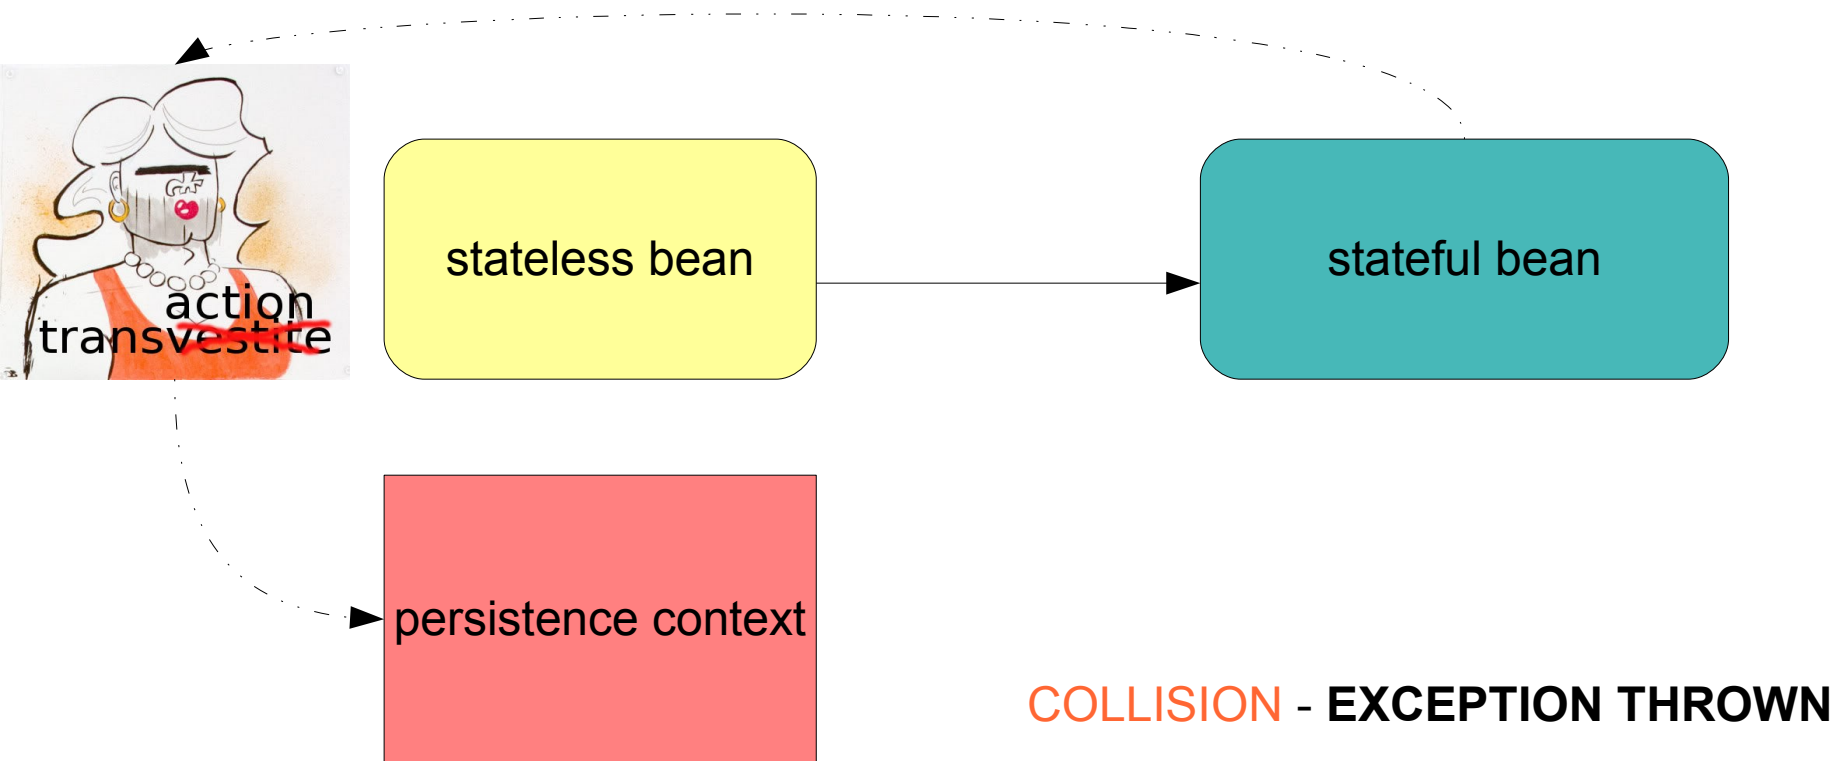 action
transvestite
stateless bean
stateful bean
persistence context
COLLISION - EXCEPTION THROWN